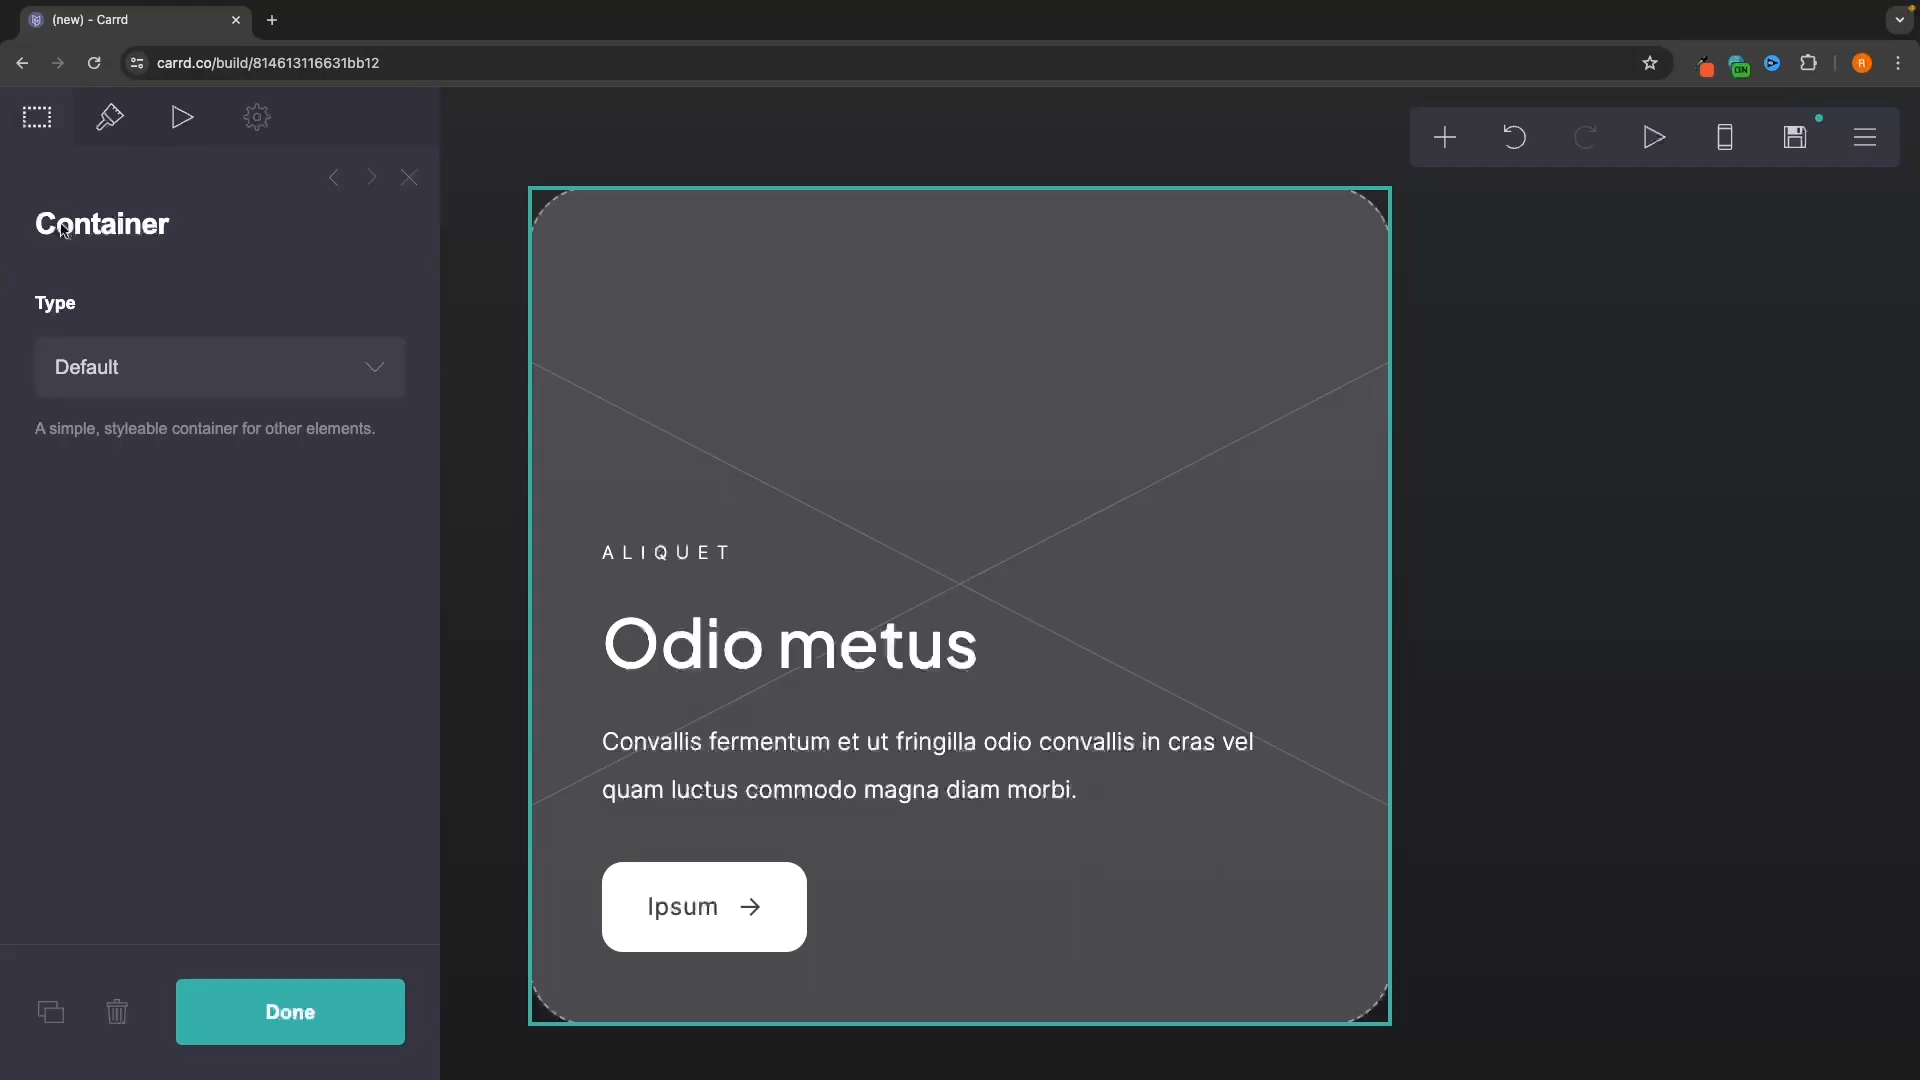 (new) - Carrd
carrd.co/build/814613116631bb12
ON
R
Container
Type
Default
A simple, styleable container for other elements.
ALIQUET
Odio metus
Convallis fermentum et ut fringilla odio convallis in cras vel
quam luctus commodo magna diam morbi.
Ipsum →
Done